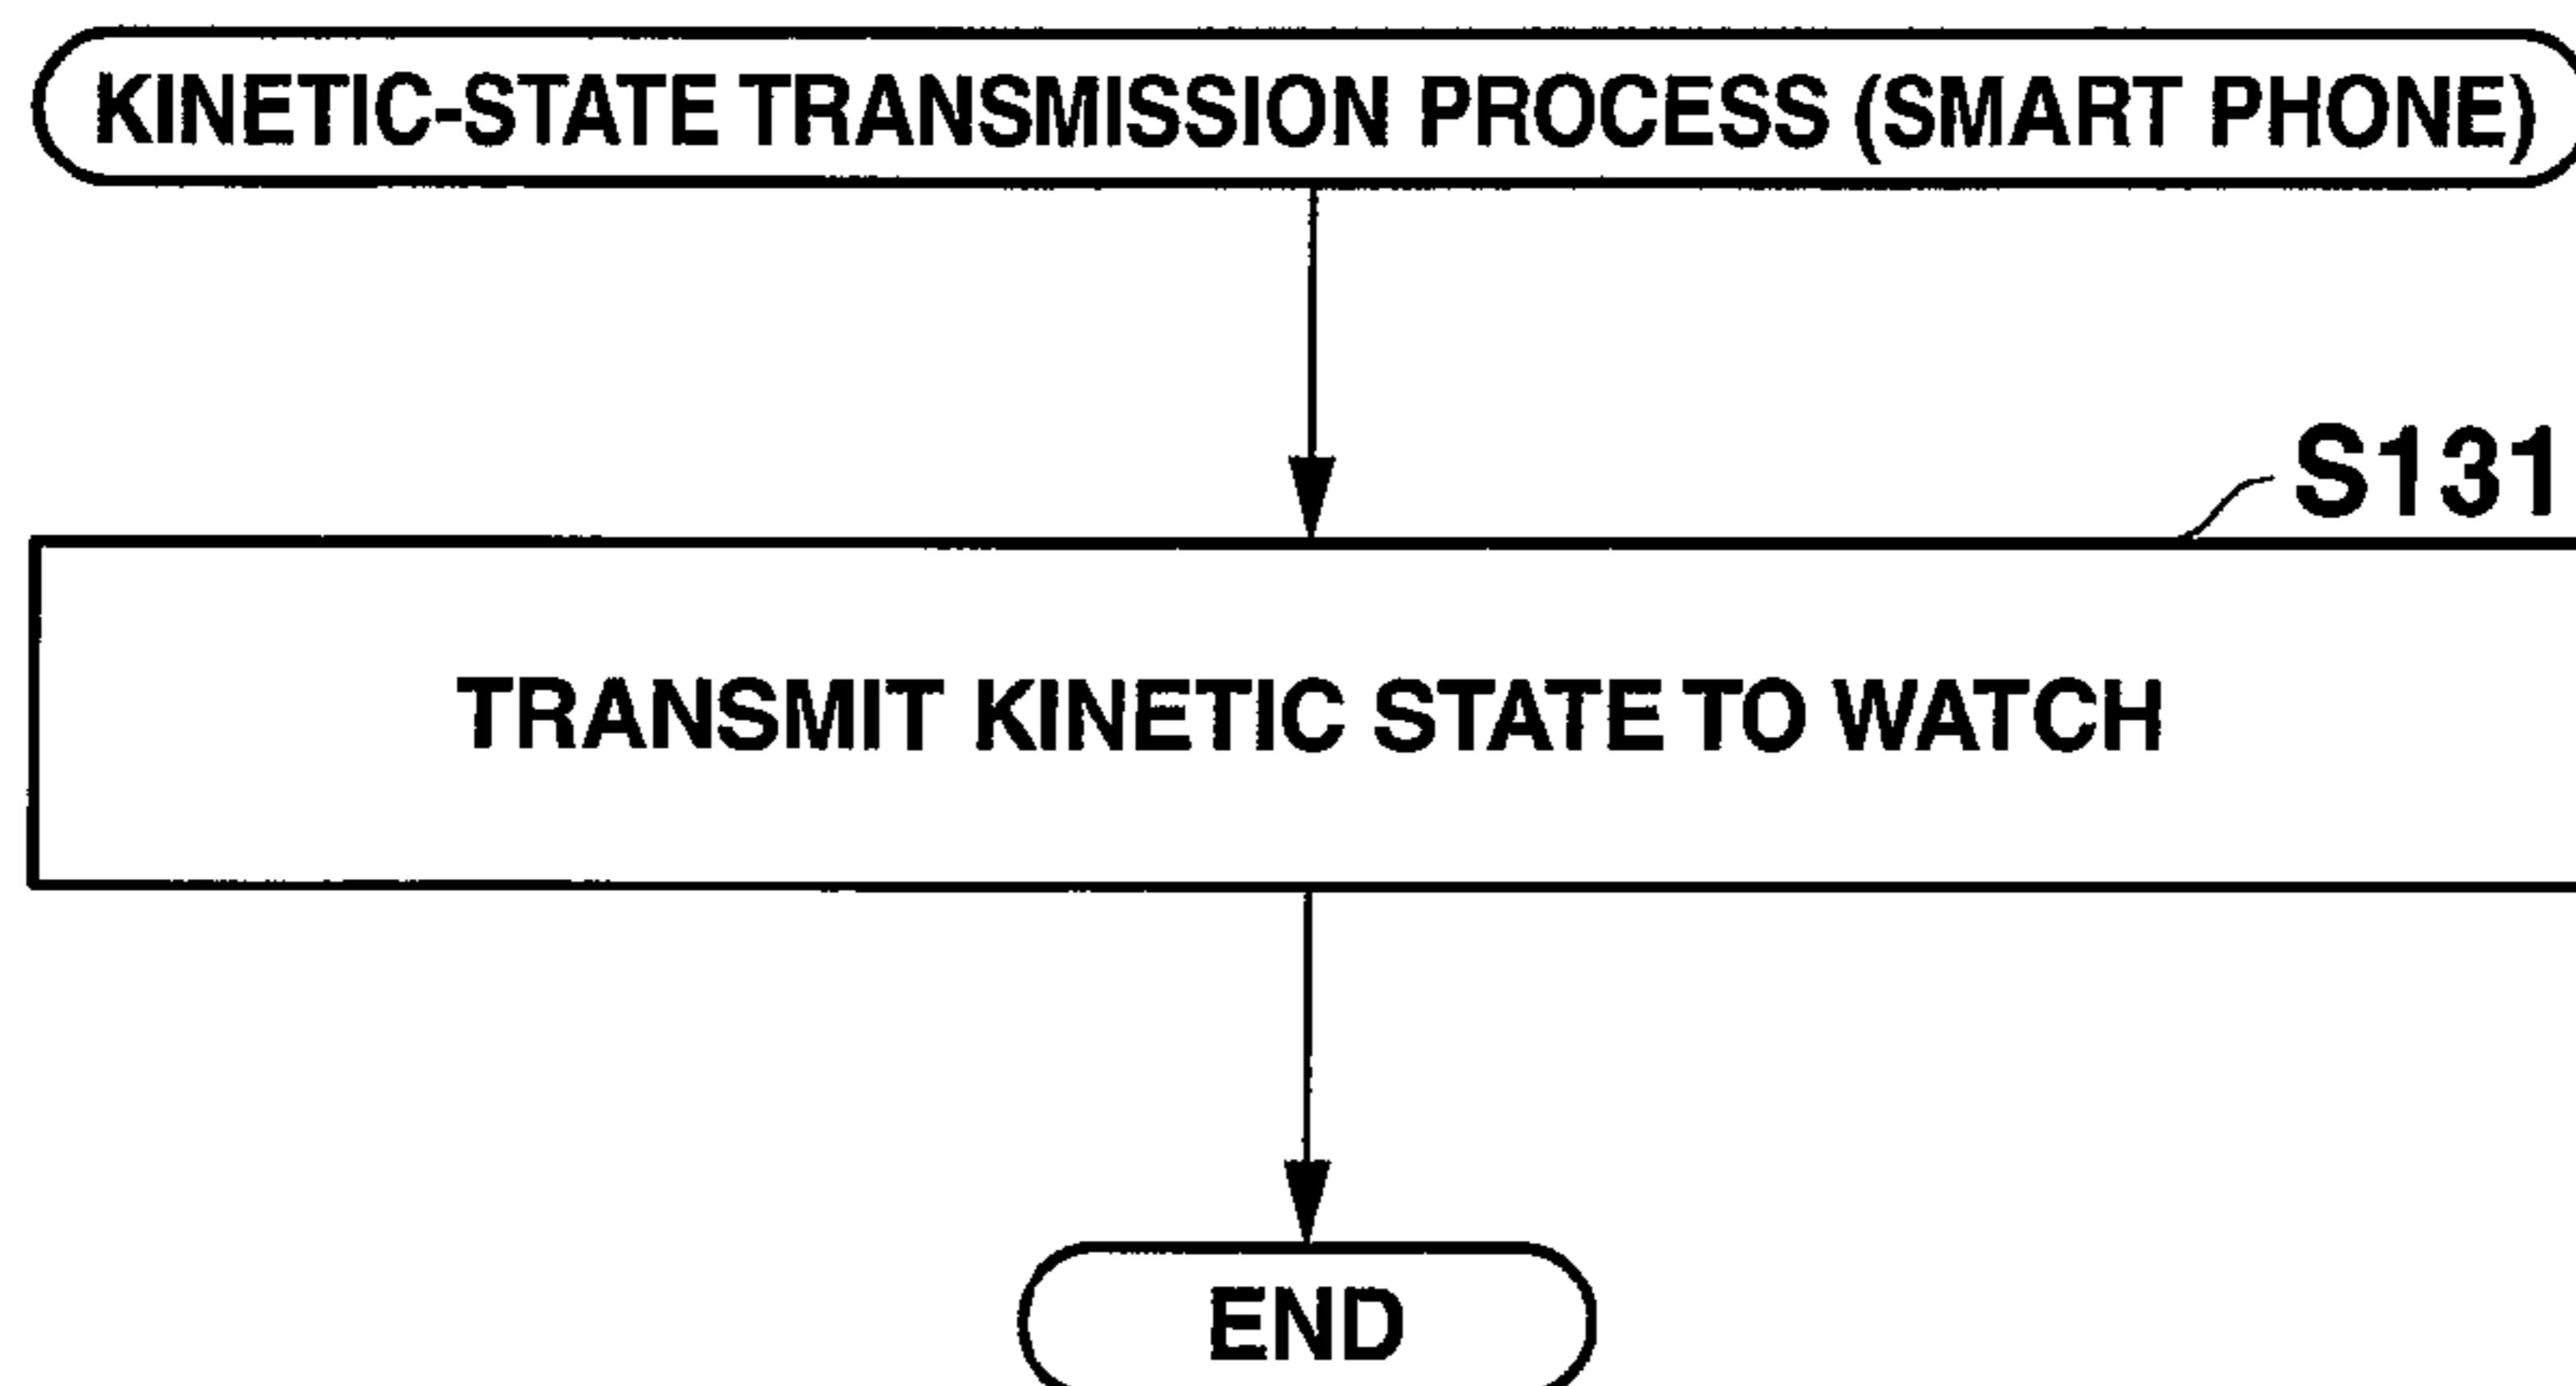 KINETIC-STATE TRANSMISSION PROCESS (SMART PHONE)
S131
TRANSMIT KINETIC STATE TO WATCH
END